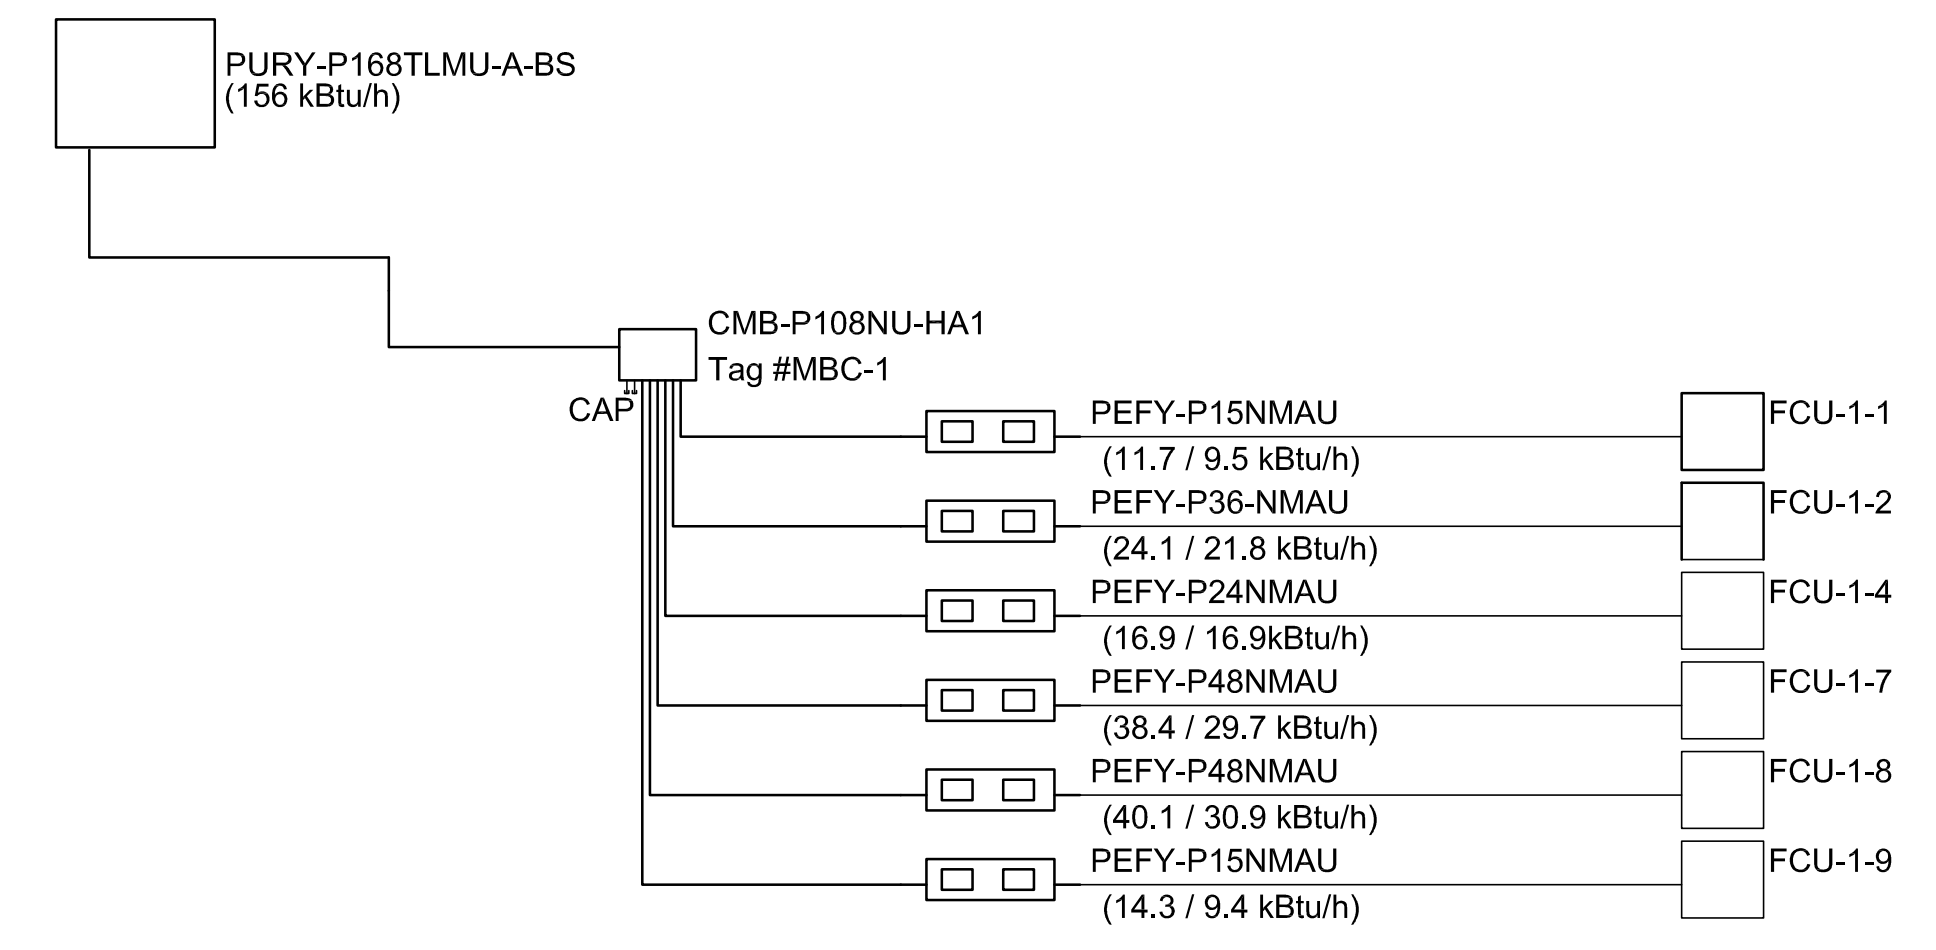 PURY-P168TLMU-A-BS
(156 kBtu/h)
CMB-P108NU-HA1
Tag #MBC-1
CAP
PEFY-P15NMAU
(11.7 / 9.5 kBtu/h)
FCU-1-1
PEFY-P36-NMAU
(24.1 / 21.8 kBtu/h)
FCU-1-2
PEFY-P24NMAU
(16.9 / 16.9kBtu/h)
FCU-1-4
PEFY-P48NMAU
(38.4 / 29.7 kBtu/h)
FCU-1-7
PEFY-P48NMAU
(40.1 / 30.9 kBtu/h)
FCU-1-8
PEFY-P15NMAU
(14.3 / 9.4 kBtu/h)
FCU-1-9